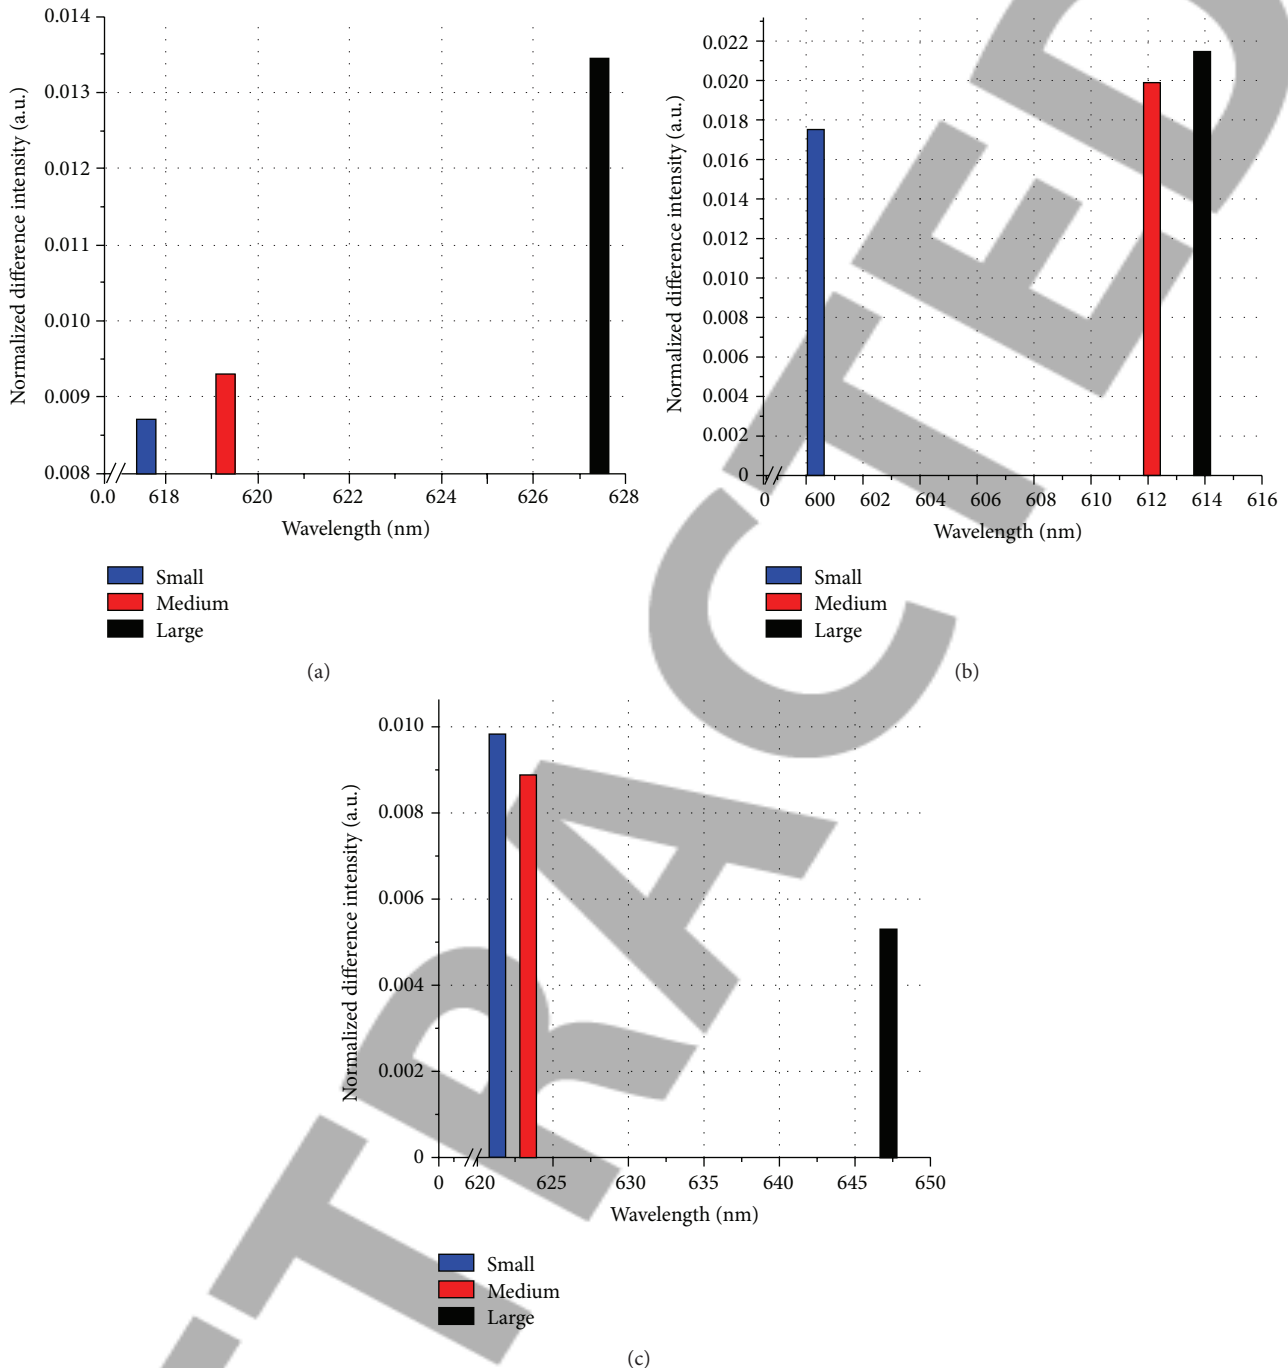 0.014
0.013
0.012
0.011
0.010
0.009
0.008
Normalized difference intensity (a.u.)
0.0 618 620 622 624 626 628
Wavelength (nm)
Small
Medium
Large
(a)
0.022
0.020
0.018
0.016
0.014
0.012
0.010
0.008
0.006
0.004
0.002
0
Normalized difference intensity (a.u.)
0 600 602 604 606 608 610 612 614 616
Wavelength (nm)
Small
Medium
Large
(b)
0.010
0.008
0.006
0.004
0.002
0
Normalized difference intensity (a.u.)
0 620 625 630 635 640 645 650
Wavelength (nm)
Small
Medium
Large
(c)
TRACTED